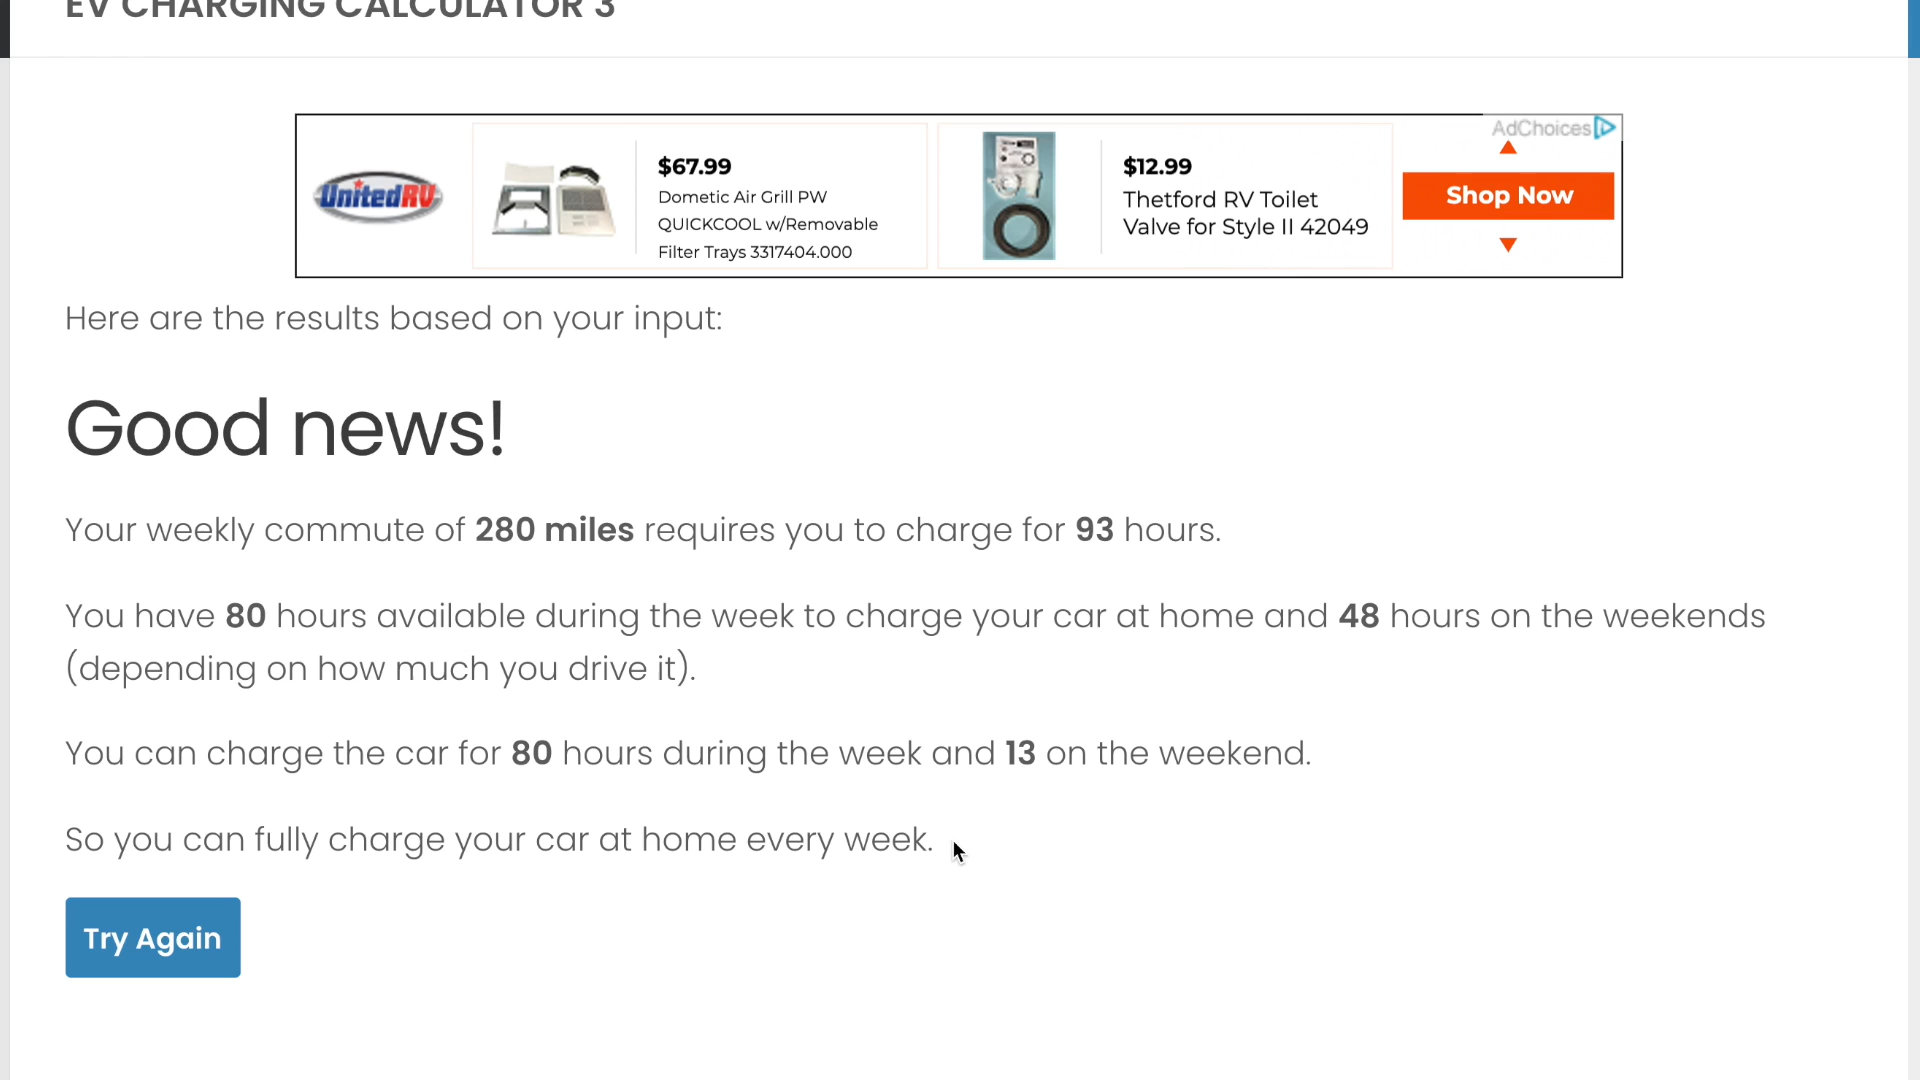 EV CHARGING CALCULATOR 3
AdChoices
UnitedRV
$67.99
Dometic Air Grill PW
QUICKCOOL w/Removable
Filter Trays 3317404.000
$12.99
Thetford RV Toilet
Valve for Style II 42049
Shop Now
Here are the results based on your input:
Good news!
Your weekly commute of 280 miles requires you to charge for 93 hours.
You have 80 hours available during the week to charge your car at home and 48 hours on the weekends
(depending on how much you drive it).
You can charge the car for 80 hours during the week and 13 on the weekend.
So you can fully charge your car at home every week.
Try Again